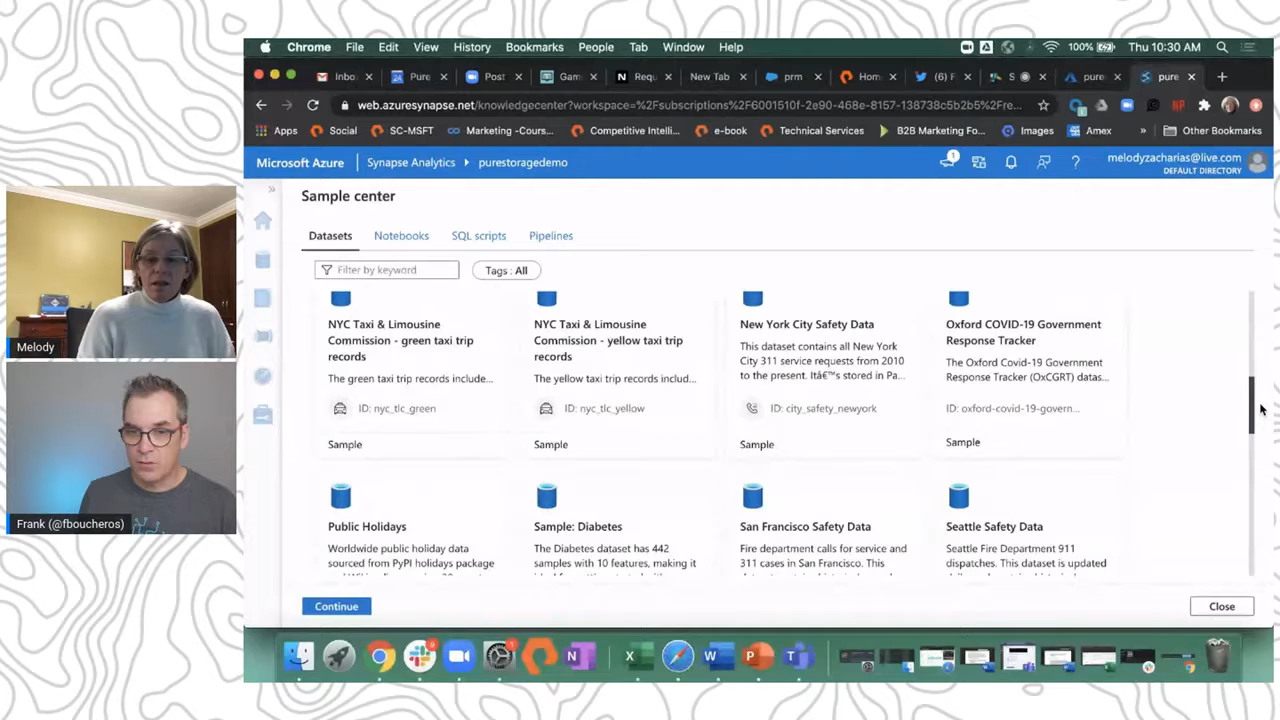 Chrome File Edit View History Bookmarks People Tab Window Help 100% Thu 10:30 AM
Inbo Pure Post Gam Requ New Tab prm Hom (6) F S pure pure
web.azuresynapse.net/knowledgecenter?workspace=%2Fsubscriptions%2F6001510f-2e90-468e-8157-138738c5b2b5%2Fre...
Apps Social SC-MSFT Marketing -Cours... Competitive Intelli... e-book Technical Services B2B Marketing Fo... Images Amex » Other Bookmarks
Microsoft Azure Synapse Analytics purestoragedemo 1 ? melodyzacharias@live.com
DEFAULT DIRECTORY
Sample center
Datasets Notebooks SQL scripts Pipelines
Filter by keyword Tags : All
NYC Taxi & Limousine
Commission - green taxi trip
records
The green taxi trip records include...
ID: nyc_tlc_green
Sample
NYC Taxi & Limousine
Commission - yellow taxi trip
records
The yellow taxi trip records includ...
ID: nyc_tlc_yellow
Sample
New York City Safety Data
This dataset contains all New York
City 311 service requests from 2010
to the present. Itâ€™s stored in Pa...
ID: city_safety_newyork
Sample
Oxford COVID-19 Government
Response Tracker
The Oxford Covid-19 Government
Response Tracker (OxCGRT) datas...
ID: oxford-covid-19-govern...
Sample
Public Holidays
Worldwide public holiday data
sourced from PyPI holidays package
Sample: Diabetes
The Diabetes dataset has 442
samples with 10 features, making it
San Francisco Safety Data
Fire department calls for service and
311 cases in San Francisco. This
Seattle Safety Data
Seattle Fire Department 911
dispatches. This dataset is updated
Continue Close
Melody
Frank (@fboucheros)